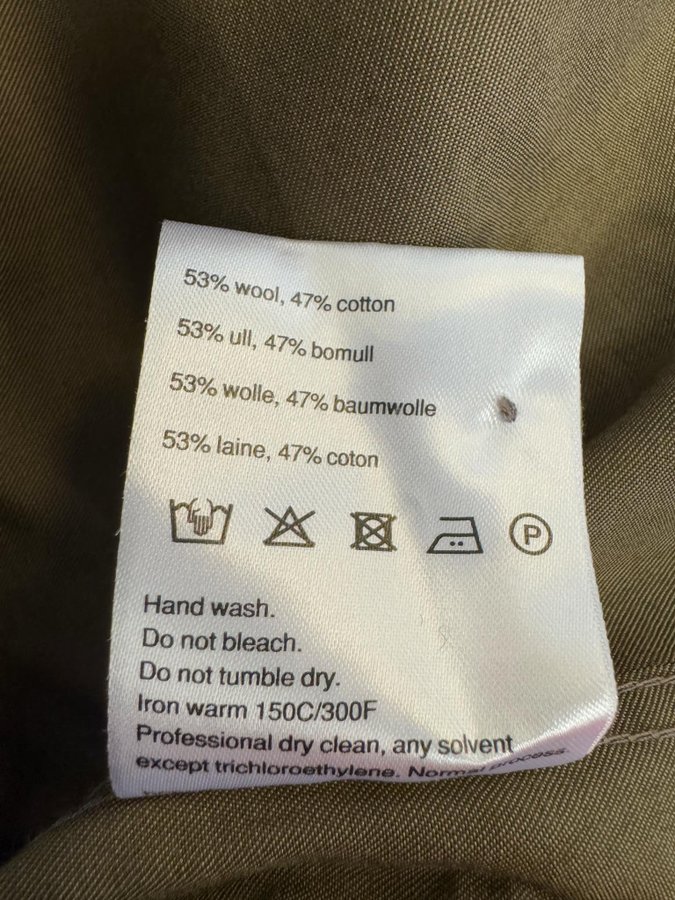 53% wool, 47% cotton
53% ull, 47% bomull
53% wolle, 47% baumwolle
53% laine, 47% coton
P
Hand wash.
Do not bleach.
Do not tumble dry.
Iron warm 150C/300F
Professional dry clean, any solvent
except trichloroethylene. Normal process.